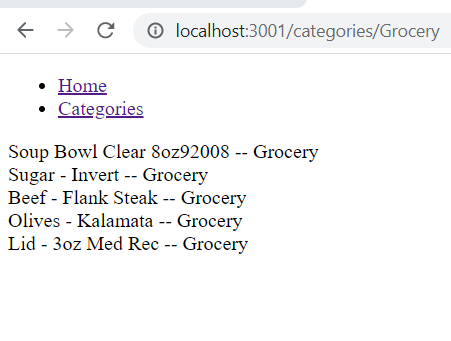 localhost:3001/categories/Grocery
Home
Categories
Soup Bowl Clear 8oz92008 -- Grocery
Sugar - Invert -- Grocery
Beef - Flank Steak -- Grocery
Olives - Kalamata -- Grocery
Lid - 3oz Med Rec -- Grocery